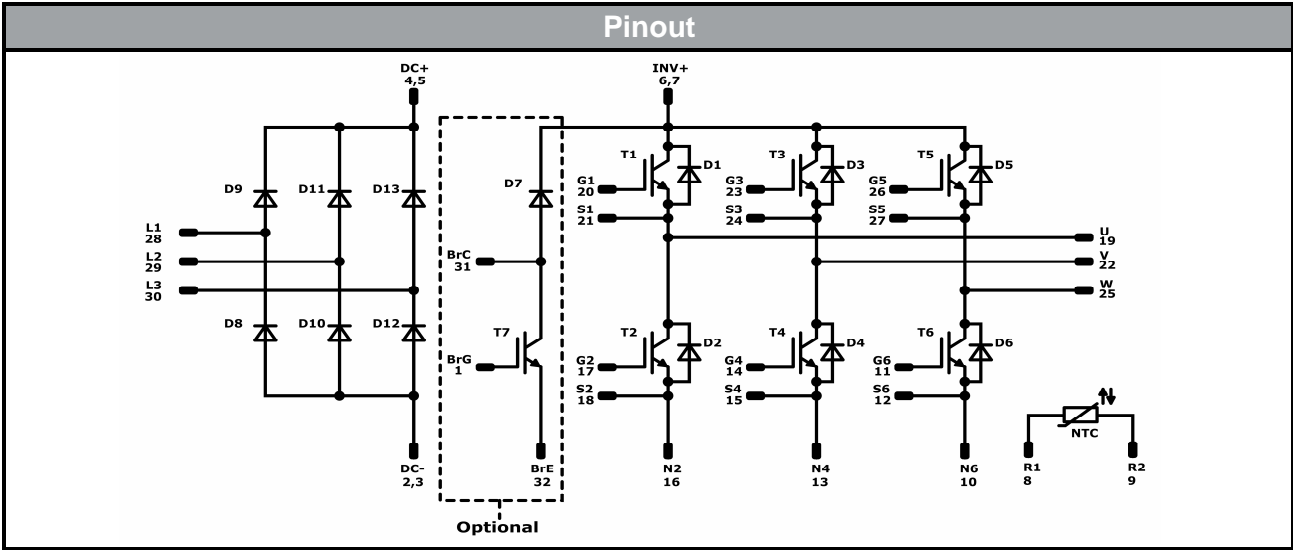 Pinout
DC+
4,5
INV+
6,7
T1
T3
T5
D1
D3
D5
D9
D11
D13
D7
G1
20
G3
23
G5
26
S1
21
S3
24
S5
27
L1
28
L2
29
L3
30
BrC
31
U
19
V
22
W
25
D8
D10
D12
T7
T2
T4
T6
D2
D4
D6
BrG
1
G2
17
G4
14
G6
11
S2
18
S4
15
S6
12
NTC
DC-
2,3
BrE
32
N2
16
N4
13
N6
10
R1
8
R2
9
Optional